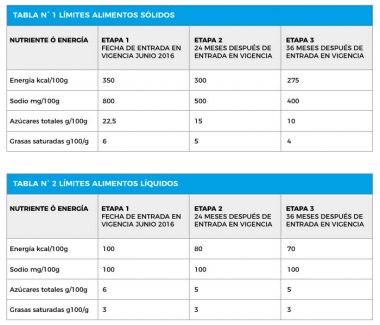 TABLA N° 1 LÍMITES ALIMENTOS SÓLIDOS
NUTRIENTE Ó ENERGÍA ETAPA 1 ETAPA 2 ETAPA 3
FECHA DE ENTRADA EN 24 MESES DESPUÉS DE 36 MESES DESPUÉS DE
VIGENCIA JUNIO 2016 ENTRADA EN VIGENCIA ENTRADA EN VIGENCIA
Energía kcal/100g 350 300 275
Sodio mg/100g 800 500 400
Azúcares totales g/100g 22,5 15 10
Grasas saturadas g100/g 6 5 4
TABLA N° 2 LÍMITES ALIMENTOS LÍQUIDOS
NUTRIENTE Ó ENERGÍA ETAPA 1 ETAPA 2 ETAPA 3
FECHA DE ENTRADA EN 24 MESES DESPUÉS DE 36 MESES DESPUÉS DE
VIGENCIA JUNIO 2016 ENTRADA EN VIGENCIA ENTRADA EN VIGENCIA
Energía kcal/100g 100 80 70
Sodio mg/100g 100 100 100
Azúcares totales g/100g 6 5 5
Grasas saturadas g100/g 3 3 3